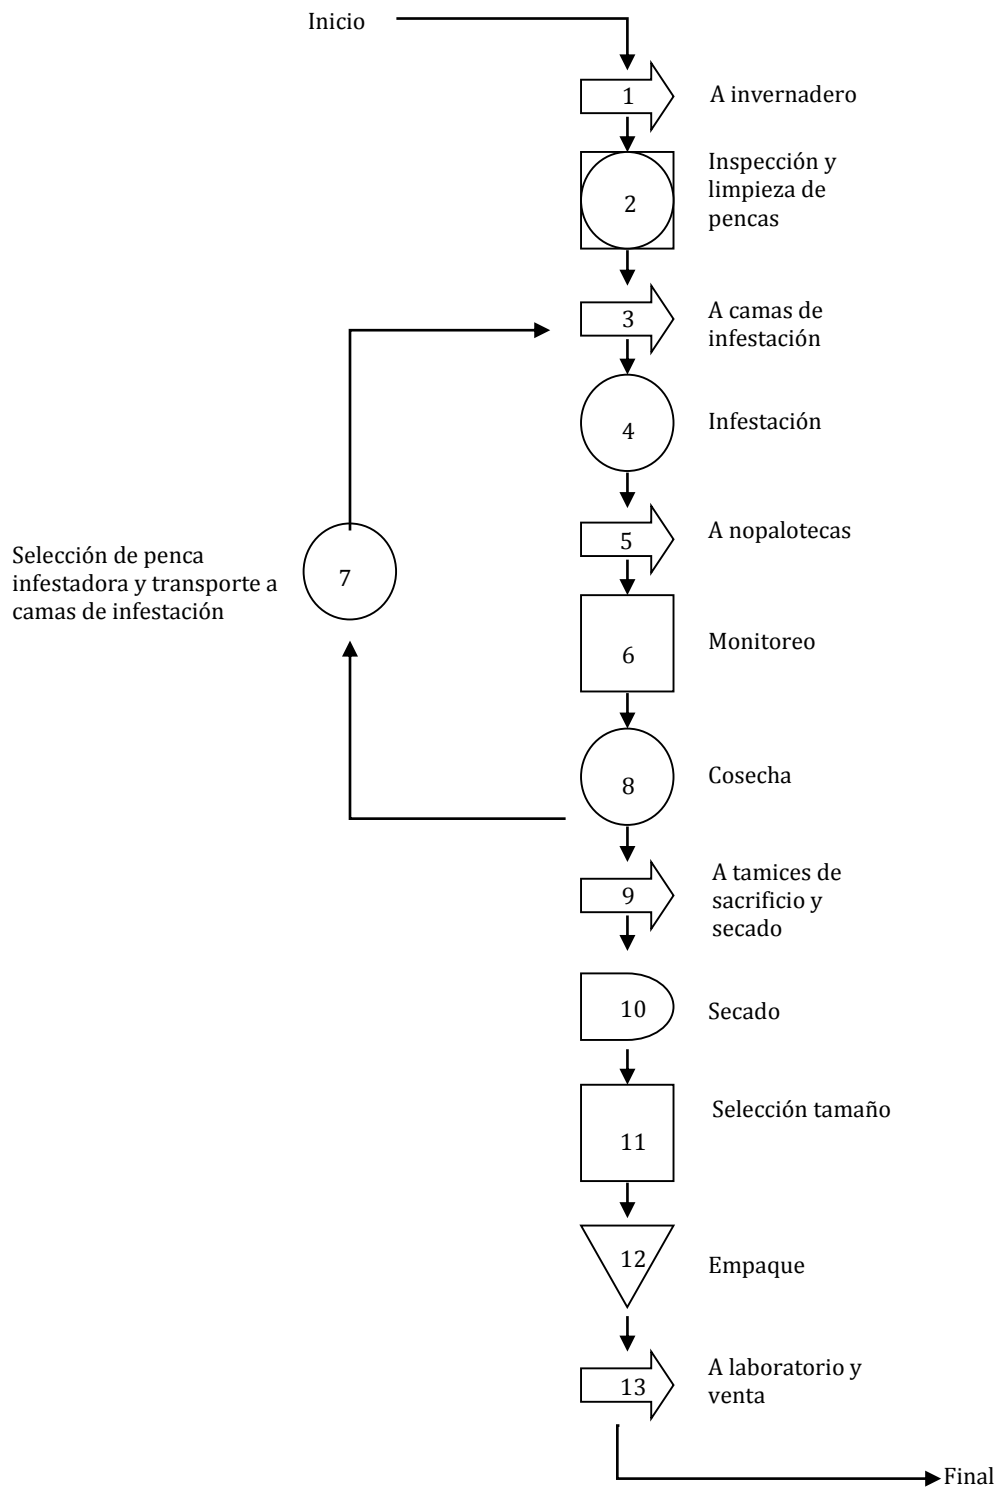 Inicio
1
A invernadero
Inspección y
limpieza de
pencas
2
A camas de
infestación
3
Infestación
4
A nopalotecas
5
Selección de penca
infestadora y transporte a
camas de infestación
7
Monitoreo
6
Cosecha
8
A tamices de
sacrificio y
secado
9
10
Secado
Selección tamaño
11
12
Empaque
A laboratorio y
venta
13
Final